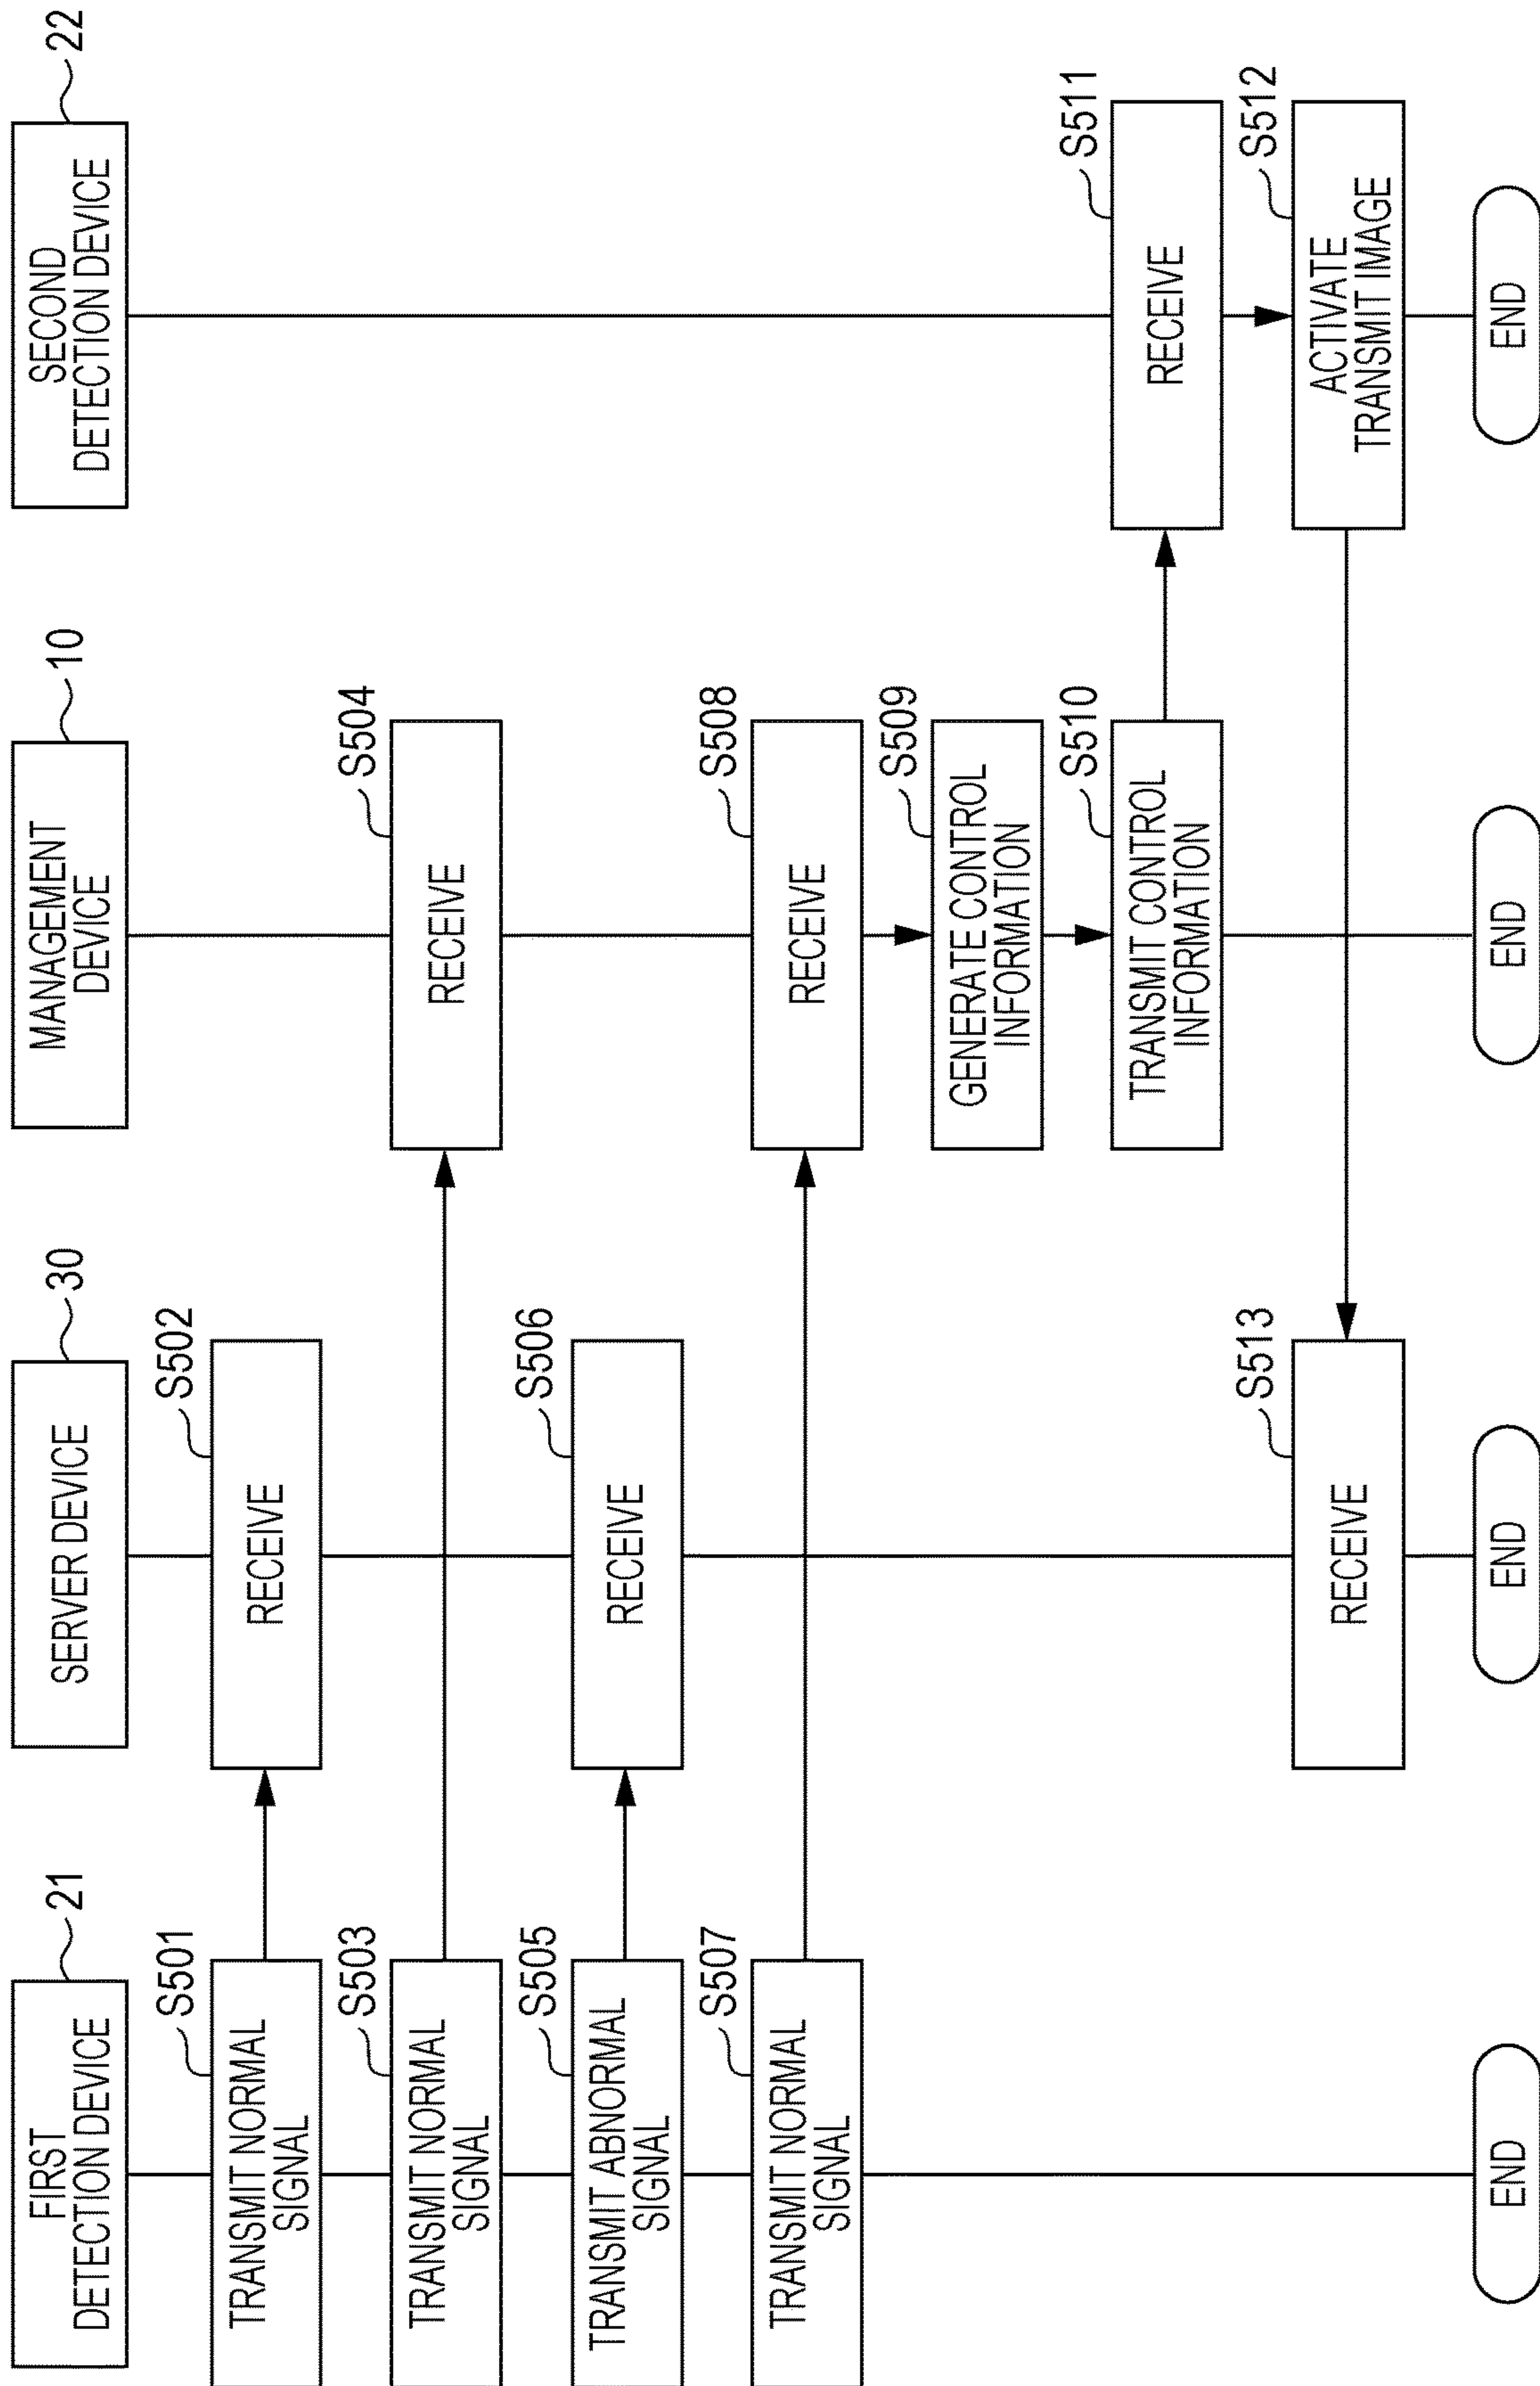 FIRST
DETECTION DEVICE
21
SERVER DEVICE
30
MANAGEMENT
DEVICE
10
SECOND
DETECTION DEVICE
22
S501
TRANSMIT NORMAL
SIGNAL
S502
RECEIVE
S503
TRANSMIT NORMAL
SIGNAL
S504
RECEIVE
S505
TRANSMIT ABNORMAL
SIGNAL
S506
RECEIVE
S507
TRANSMIT NORMAL
SIGNAL
S508
RECEIVE
S509
GENERATE CONTROL
INFORMATION
S510
TRANSMIT CONTROL
INFORMATION
S511
RECEIVE
S512
ACTIVATE
TRANSMIT IMAGE
S513
RECEIVE
END
END
END
END